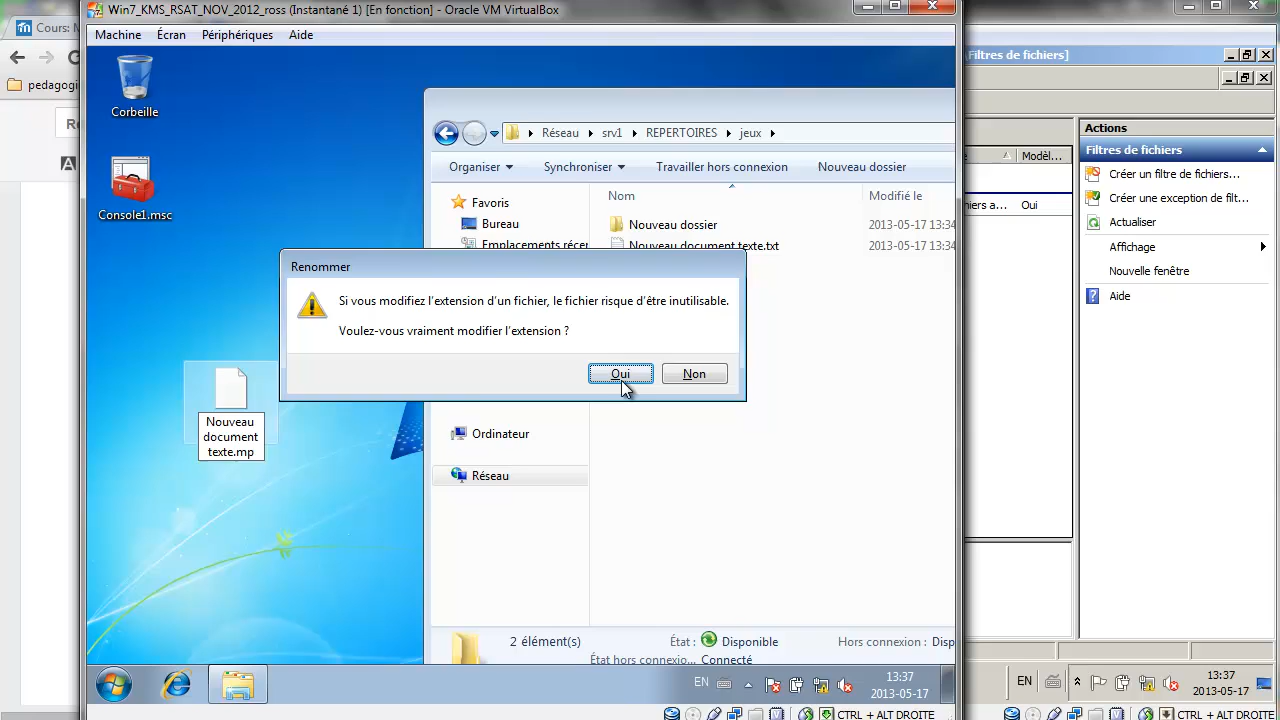 Win7_KMS_RSAT_NOV_2012_ross (Instantané 1) [En fonction] - Oracle VM VirtualBox
Cours: M
pedagogi
Machine Écran Périphériques Aide
Corbeille
Console1.msc
Réseau srv1 REPERTOIRES jeux
Organiser Synchroniser Travailler hors connexion Nouveau dossier
Favoris
Bureau
Emplacements récen
Nom Modifié le
Nouveau dossier 2013-05-17 13:34
Nouveau document texte.txt 2013-05-17 13:34
Renommer
Si vous modifiez l'extension d'un fichier, le fichier risque d'être inutilisable.
Voulez-vous vraiment modifier l'extension ?
Oui Non
Nouveau
document
texte.mp
Ordinateur
Réseau
2 élément(s) État : Disponible Hors connexion : Disp
État hors connexio... Connecté
EN 13:37
2013-05-17
CTRL + ALT DROITE
Filtres de fichiers]
Modèl...
hiers a... Oui
Actions
Filtres de fichiers
Créer un filtre de fichiers...
Créer une exception de filt...
Actualiser
Affichage
Nouvelle fenêtre
Aide
EN 13:37
2013-05-17
CTRL + ALT DROITE